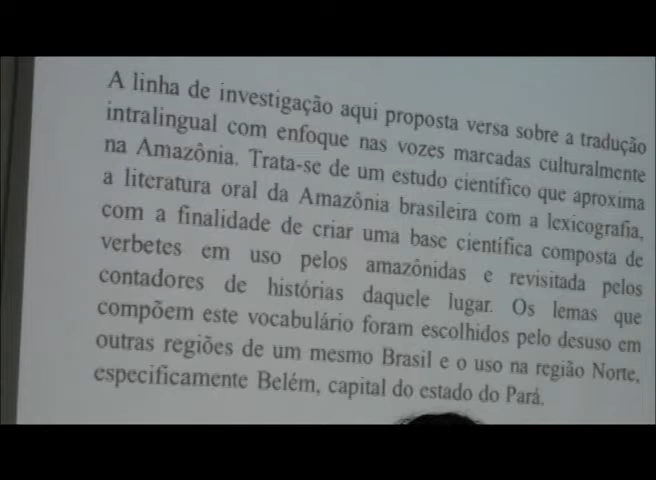 A linha de investigação aqui proposta versa sobre a tradução
intralingual com enfoque nas vozes marcadas culturalmente
na Amazônia. Trata-se de um estudo científico que aproxima
a literatura oral da Amazônia brasileira com a lexicografia,
com a finalidade de criar uma base científica composta de
verbetes em uso pelos amazônidas e revisitada pelos
contadores de histórias daquele lugar. Os lemas que
compõem este vocabulário foram escolhidos pelo desuso em
outras regiões de um mesmo Brasil e o uso na região Norte,
especificamente Belém, capital do estado do Pará.